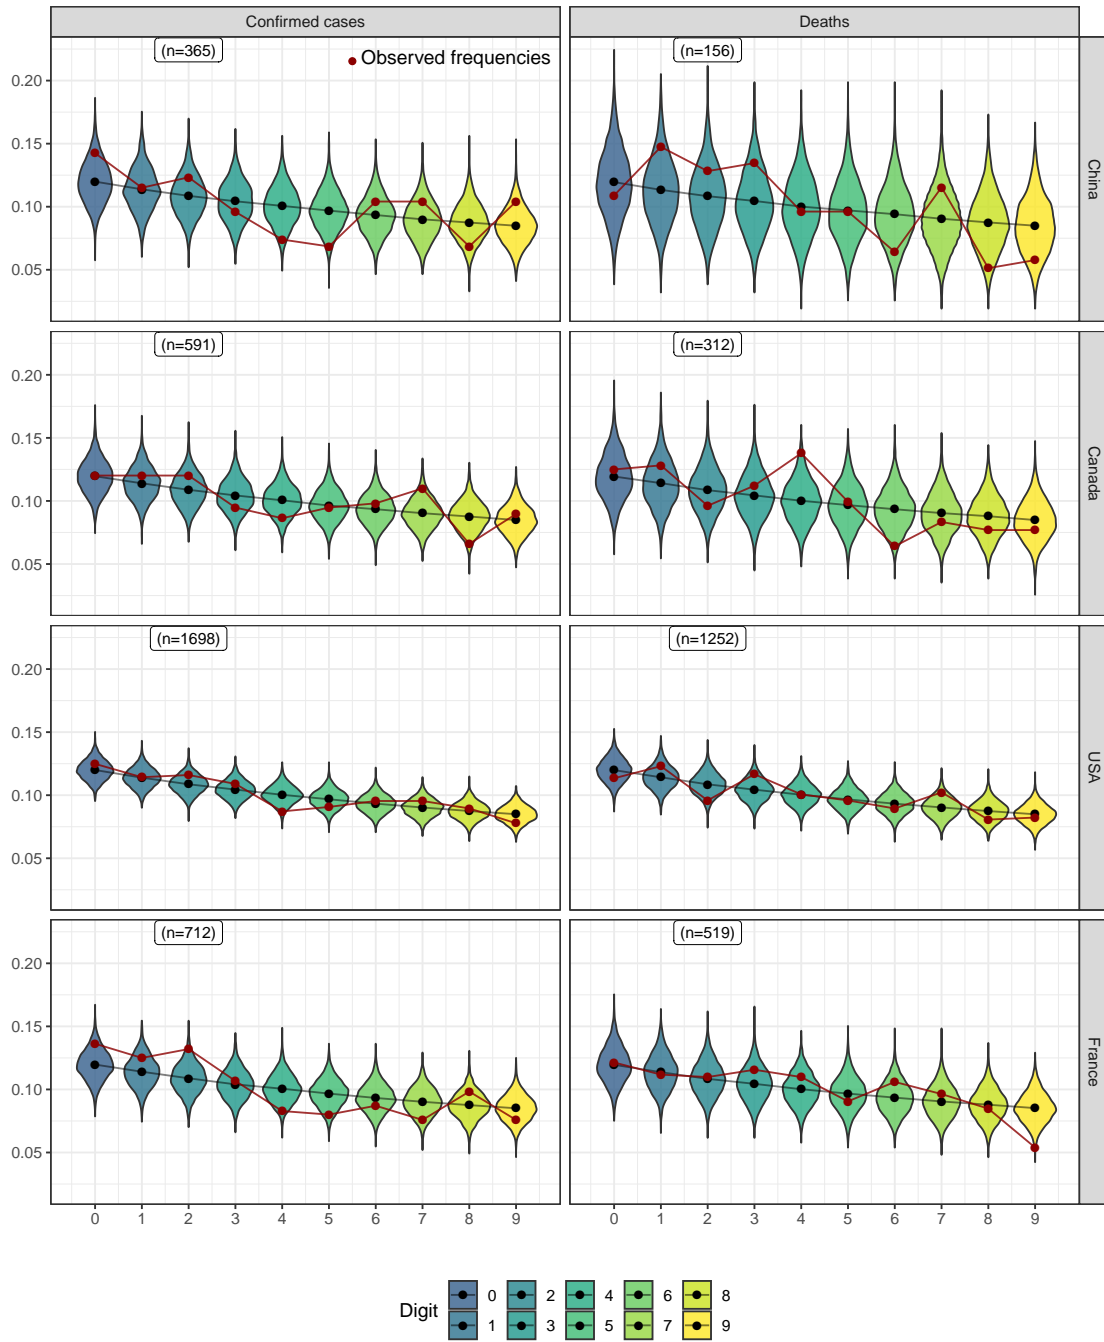 Confirmed cases
Deaths
(n=365)
Observed frequencies
(n=156)
0.20
0.15
0.10
0.05
China
(n=591)
(n=312)
0.20
0.15
0.10
0.05
Canada
(n=1698)
(n=1252)
0.20
0.15
0.10
0.05
USA
(n=712)
(n=519)
0.20
0.15
0.10
0.05
France
0 1 2 3 4 5 6 7 8 9
0 1 2 3 4 5 6 7 8 9
Digit
0 2 4 6 8
1 3 5 7 9